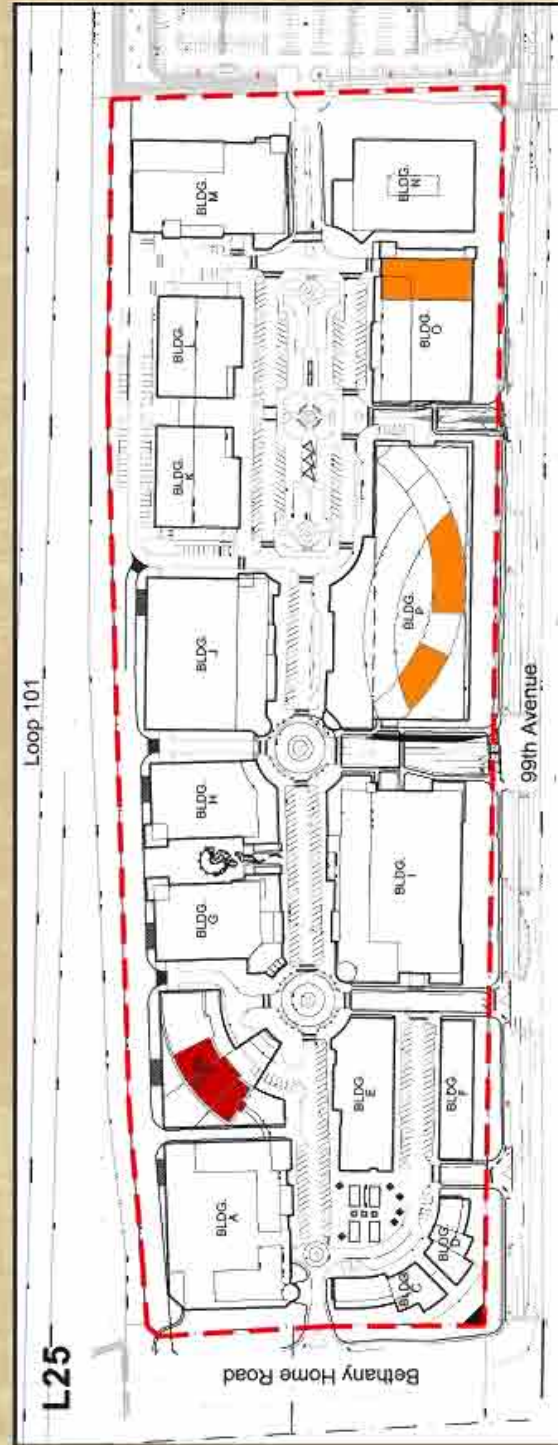 L25
Loop 101
BLDG.
A
BLDG.
G
BLDG.
H
BLDG.
J
BLDG.
K
BLDG.
L
BLDG.
M
Bethany Home Road
BLDG.
C
BLDG.
D
BLDG
E
BLDG
F
BLDG.
I
BLDG.
P
BLDG.
O
BLDG.
N
99th Avenue